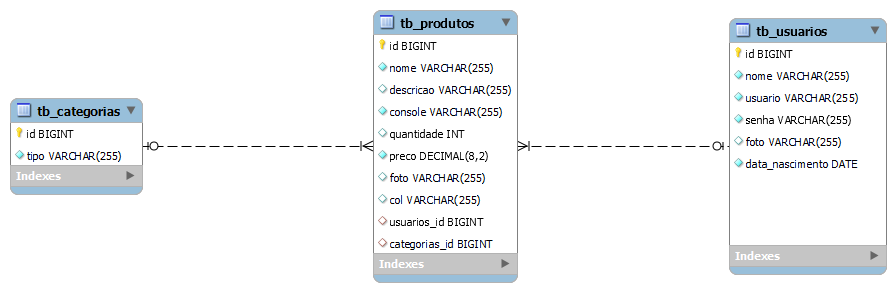 tb_categorias
id BIGINT
tipo VARCHAR(255)
Indexes
tb_produtos
id BIGINT
nome VARCHAR(255)
descricao VARCHAR(255)
console VARCHAR(255)
quantidade INT
preco DECIMAL(8,2)
foto VARCHAR(255)
col VARCHAR(255)
usuarios_id BIGINT
categorias_id BIGINT
Indexes
tb_usuarios
id BIGINT
nome VARCHAR(255)
usuario VARCHAR(255)
senha VARCHAR(255)
foto VARCHAR(255)
data_nascimento DATE
Indexes